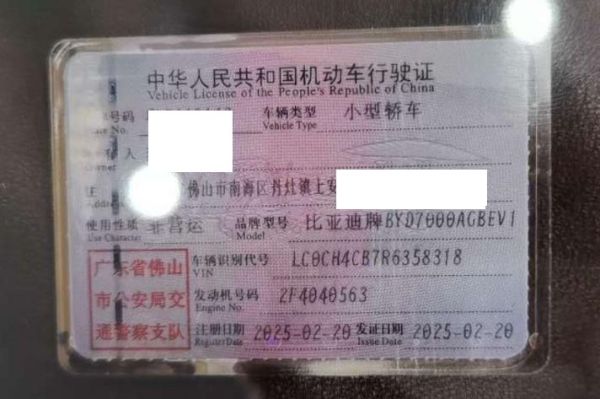 中华人民共和国机动车行驶证
Vehicle License of the People's Republic of China
号码 车辆类型 小型轿车
No. Vehicle Type
人
Owner
住 佛山市南海区丹灶镇上安
Address
使用性质 非营运 品牌型号 比亚迪牌BYD7000AGBEV1
Use Character Model
广东省佛山
市公安局交
通警察支队
车辆识别代号 LC0CH4CB7R6358318
VIN
发动机号码 2F4040563
Engine No.
注册日期 2025-02-20 发证日期 2025-02-20
Register Date Issue Date